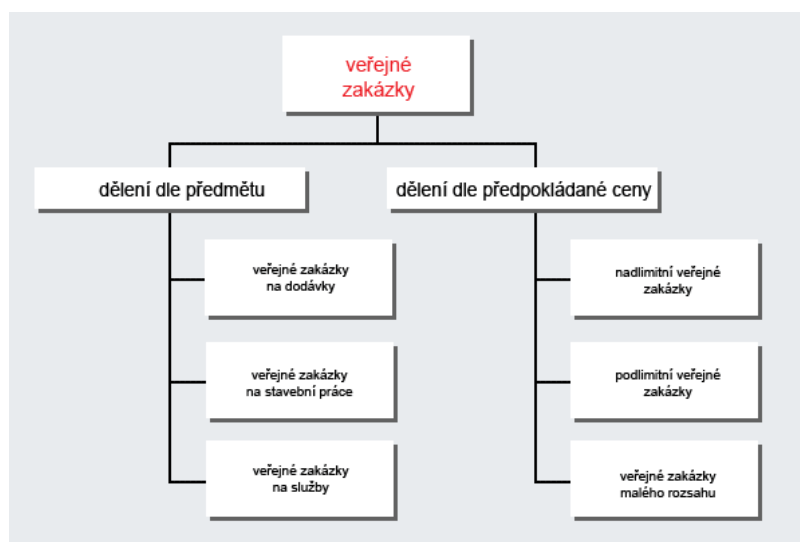 veřejné
zakázky
dělení dle předmětu
veřejné zakázky
na dodávky
veřejné zakázky
na stavební práce
veřejné zakázky
na služby
dělení dle předpokládané ceny
nadlimitní veřejné
zakázky
podlimitní veřejné
zakázky
veřejné zakázky
malého rozsahu